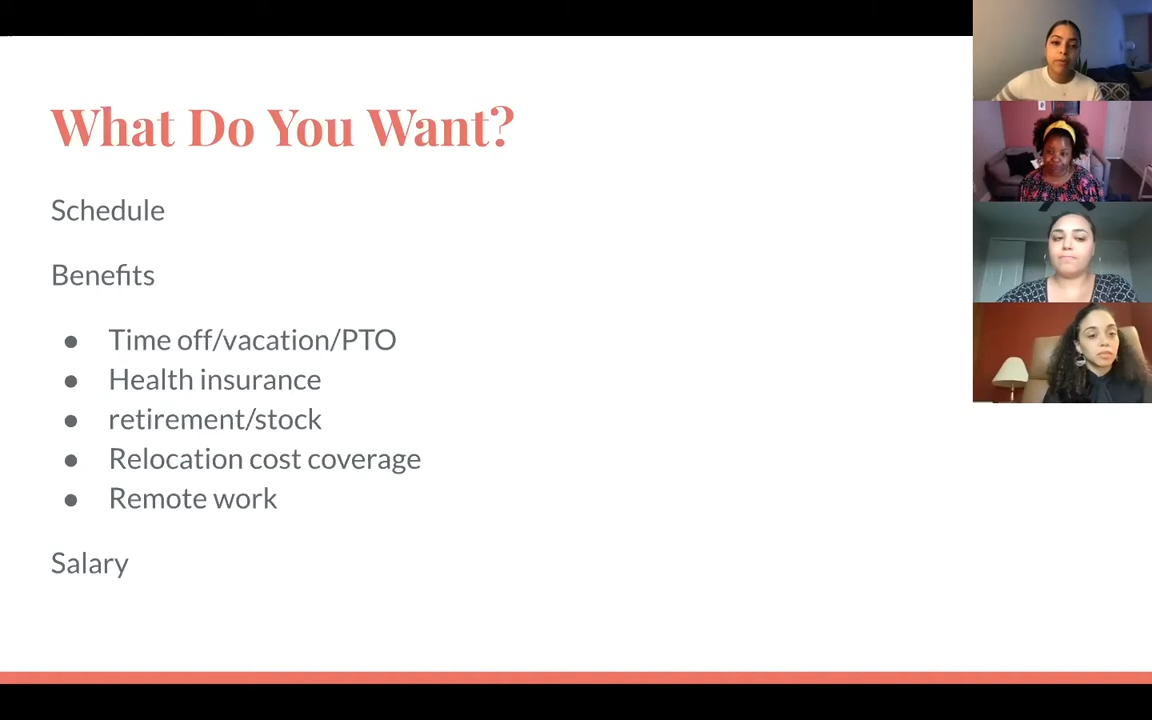 What Do You Want?
Schedule
Benefits
● Time off/vacation/PTO
● Health insurance
● retirement/stock
● Relocation cost coverage
● Remote work
Salary